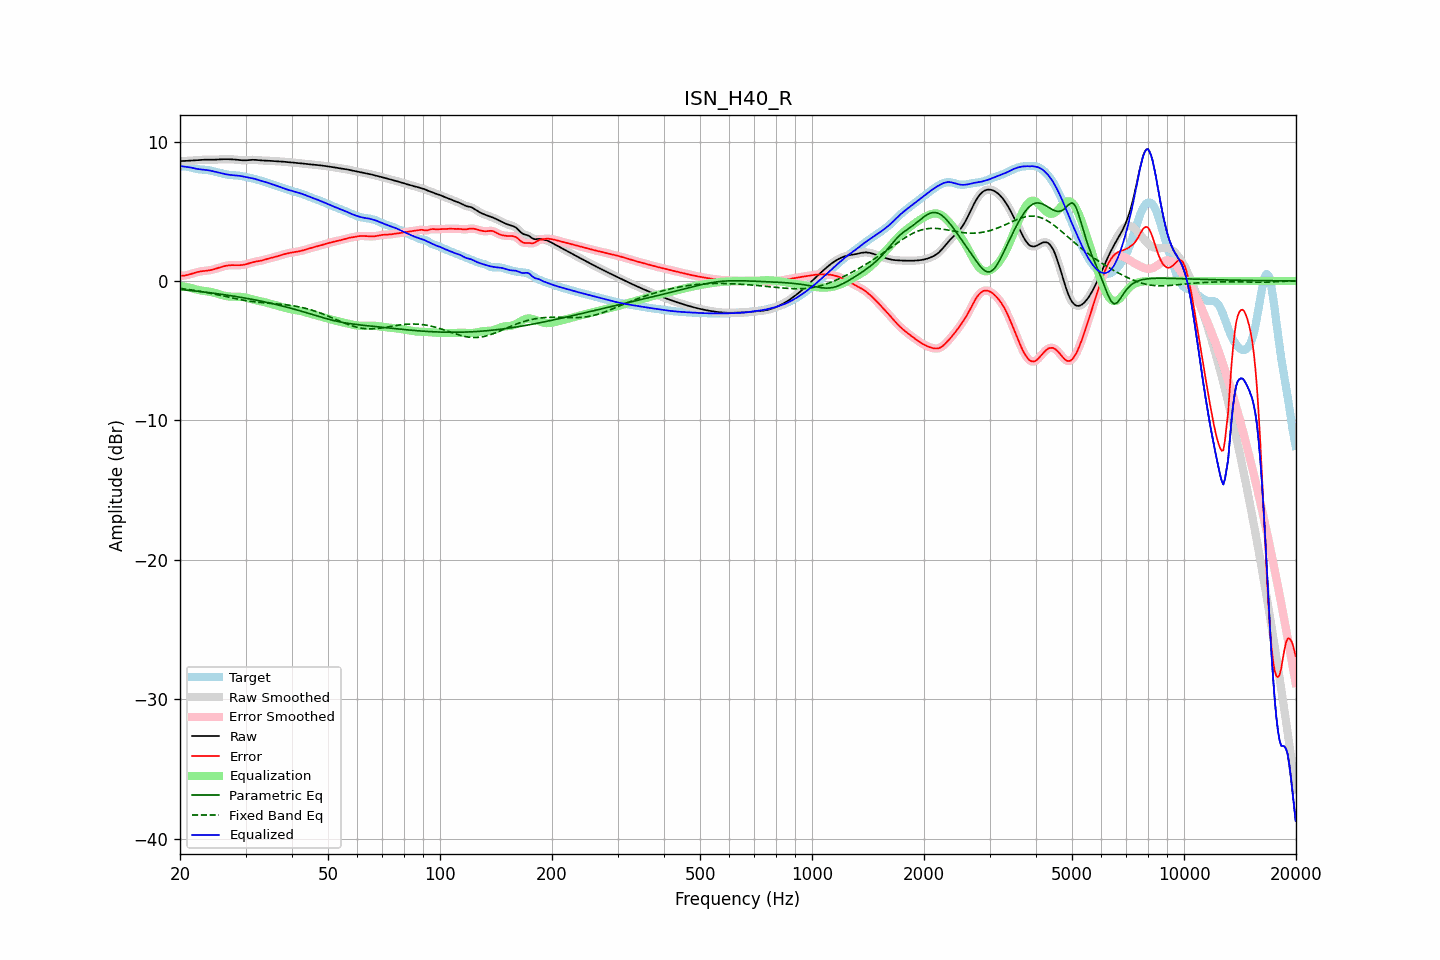 ISN_H40_R
10
0
−10
−20
−30
−40
Amplitude (dBr)
Target
Raw Smoothed
Error Smoothed
Raw
Error
Equalization
Parametric Eq
Fixed Band Eq
Equalized
20 50 100 200 500 1000 2000 5000 10000 20000
Frequency (Hz)